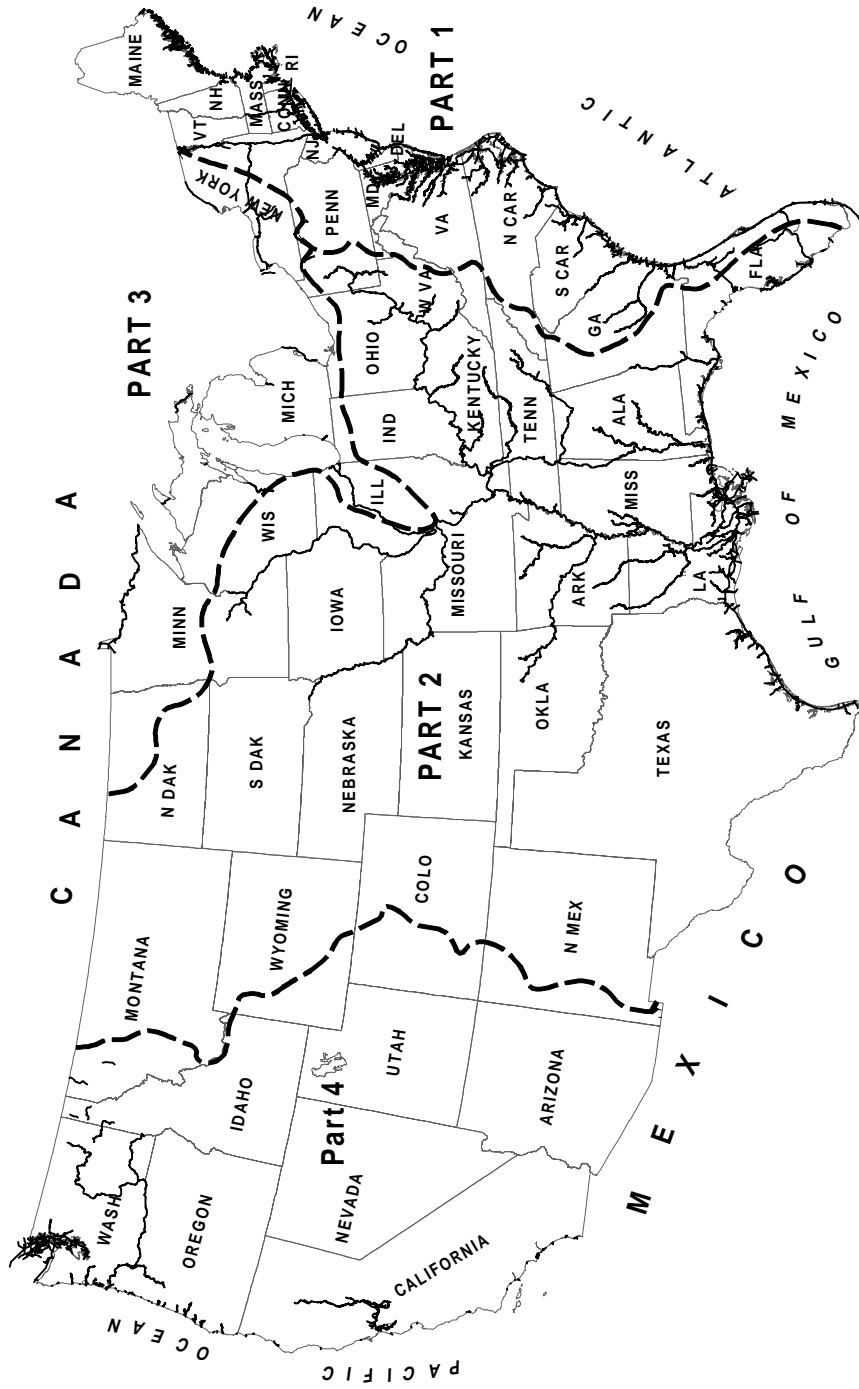 CANADA
MEXICO
PACIFIC
OCEAN
ATLANTIC
OCEAN
GULF OF MEXICO
PART 1
PART 2
PART 3
Part 4
WASH
OREGON
CALIFORNIA
NEVADA
IDAHO
MONTANA
WYOMING
UTAH
ARIZONA
COLO
N MEX
N DAK
S DAK
NEBRASKA
KANSAS
OKLA
TEXAS
MINN
IOWA
MISSOURI
ARK
LA
WIS
ILL
MICH
IND
OHIO
KENTUCKY
TENN
MISS
ALA
GA
FLA
S CAR
N CAR
VA
W VA
MD
DEL
PENN
NJ
NEW YORK
CONN
RI
MASS
VT
NH
MAINE